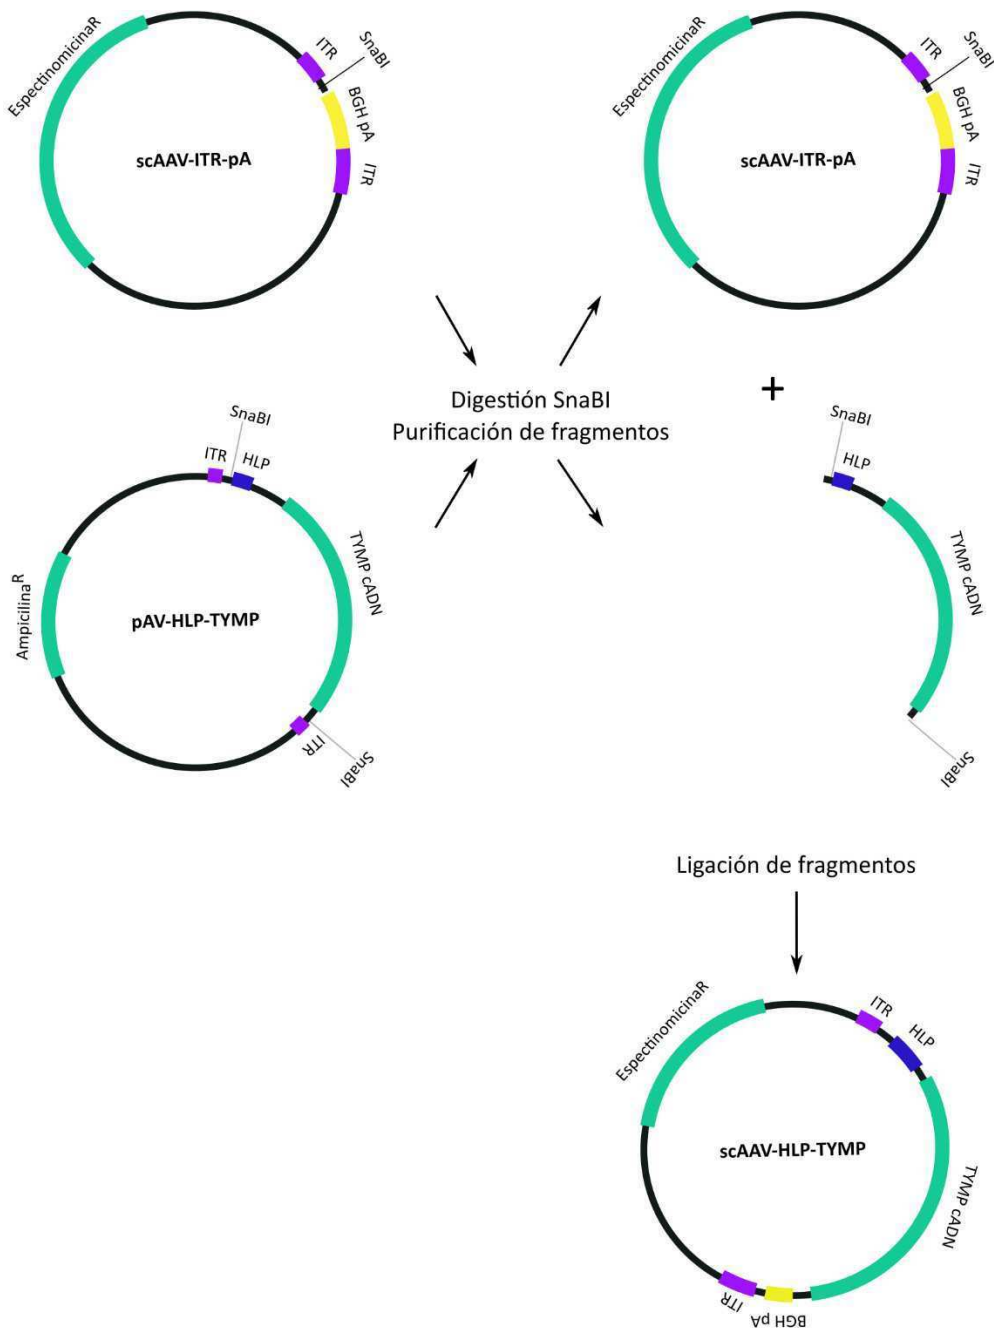 EspectinomicinaR
ITR
SnaBI
BGH pA
ITR
scAAV-ITR-pA
EspectinomicinaR
ITR
SnaBI
BGH pA
ITR
scAAV-ITR-pA
Digestión SnaBI
Purificación de fragmentos
+
SnaBI
ITR
HLP
TYMP cADN
AmpicilinaR
pAV-HLP-TYMP
ITR
SnaBI
SnaBI
HLP
TYMP cADN
SnaBI
Ligación de fragmentos
EspectinomicinaR
ITR
HLP
scAAV-HLP-TYMP
TYMP cADN
ITR
BGH pA